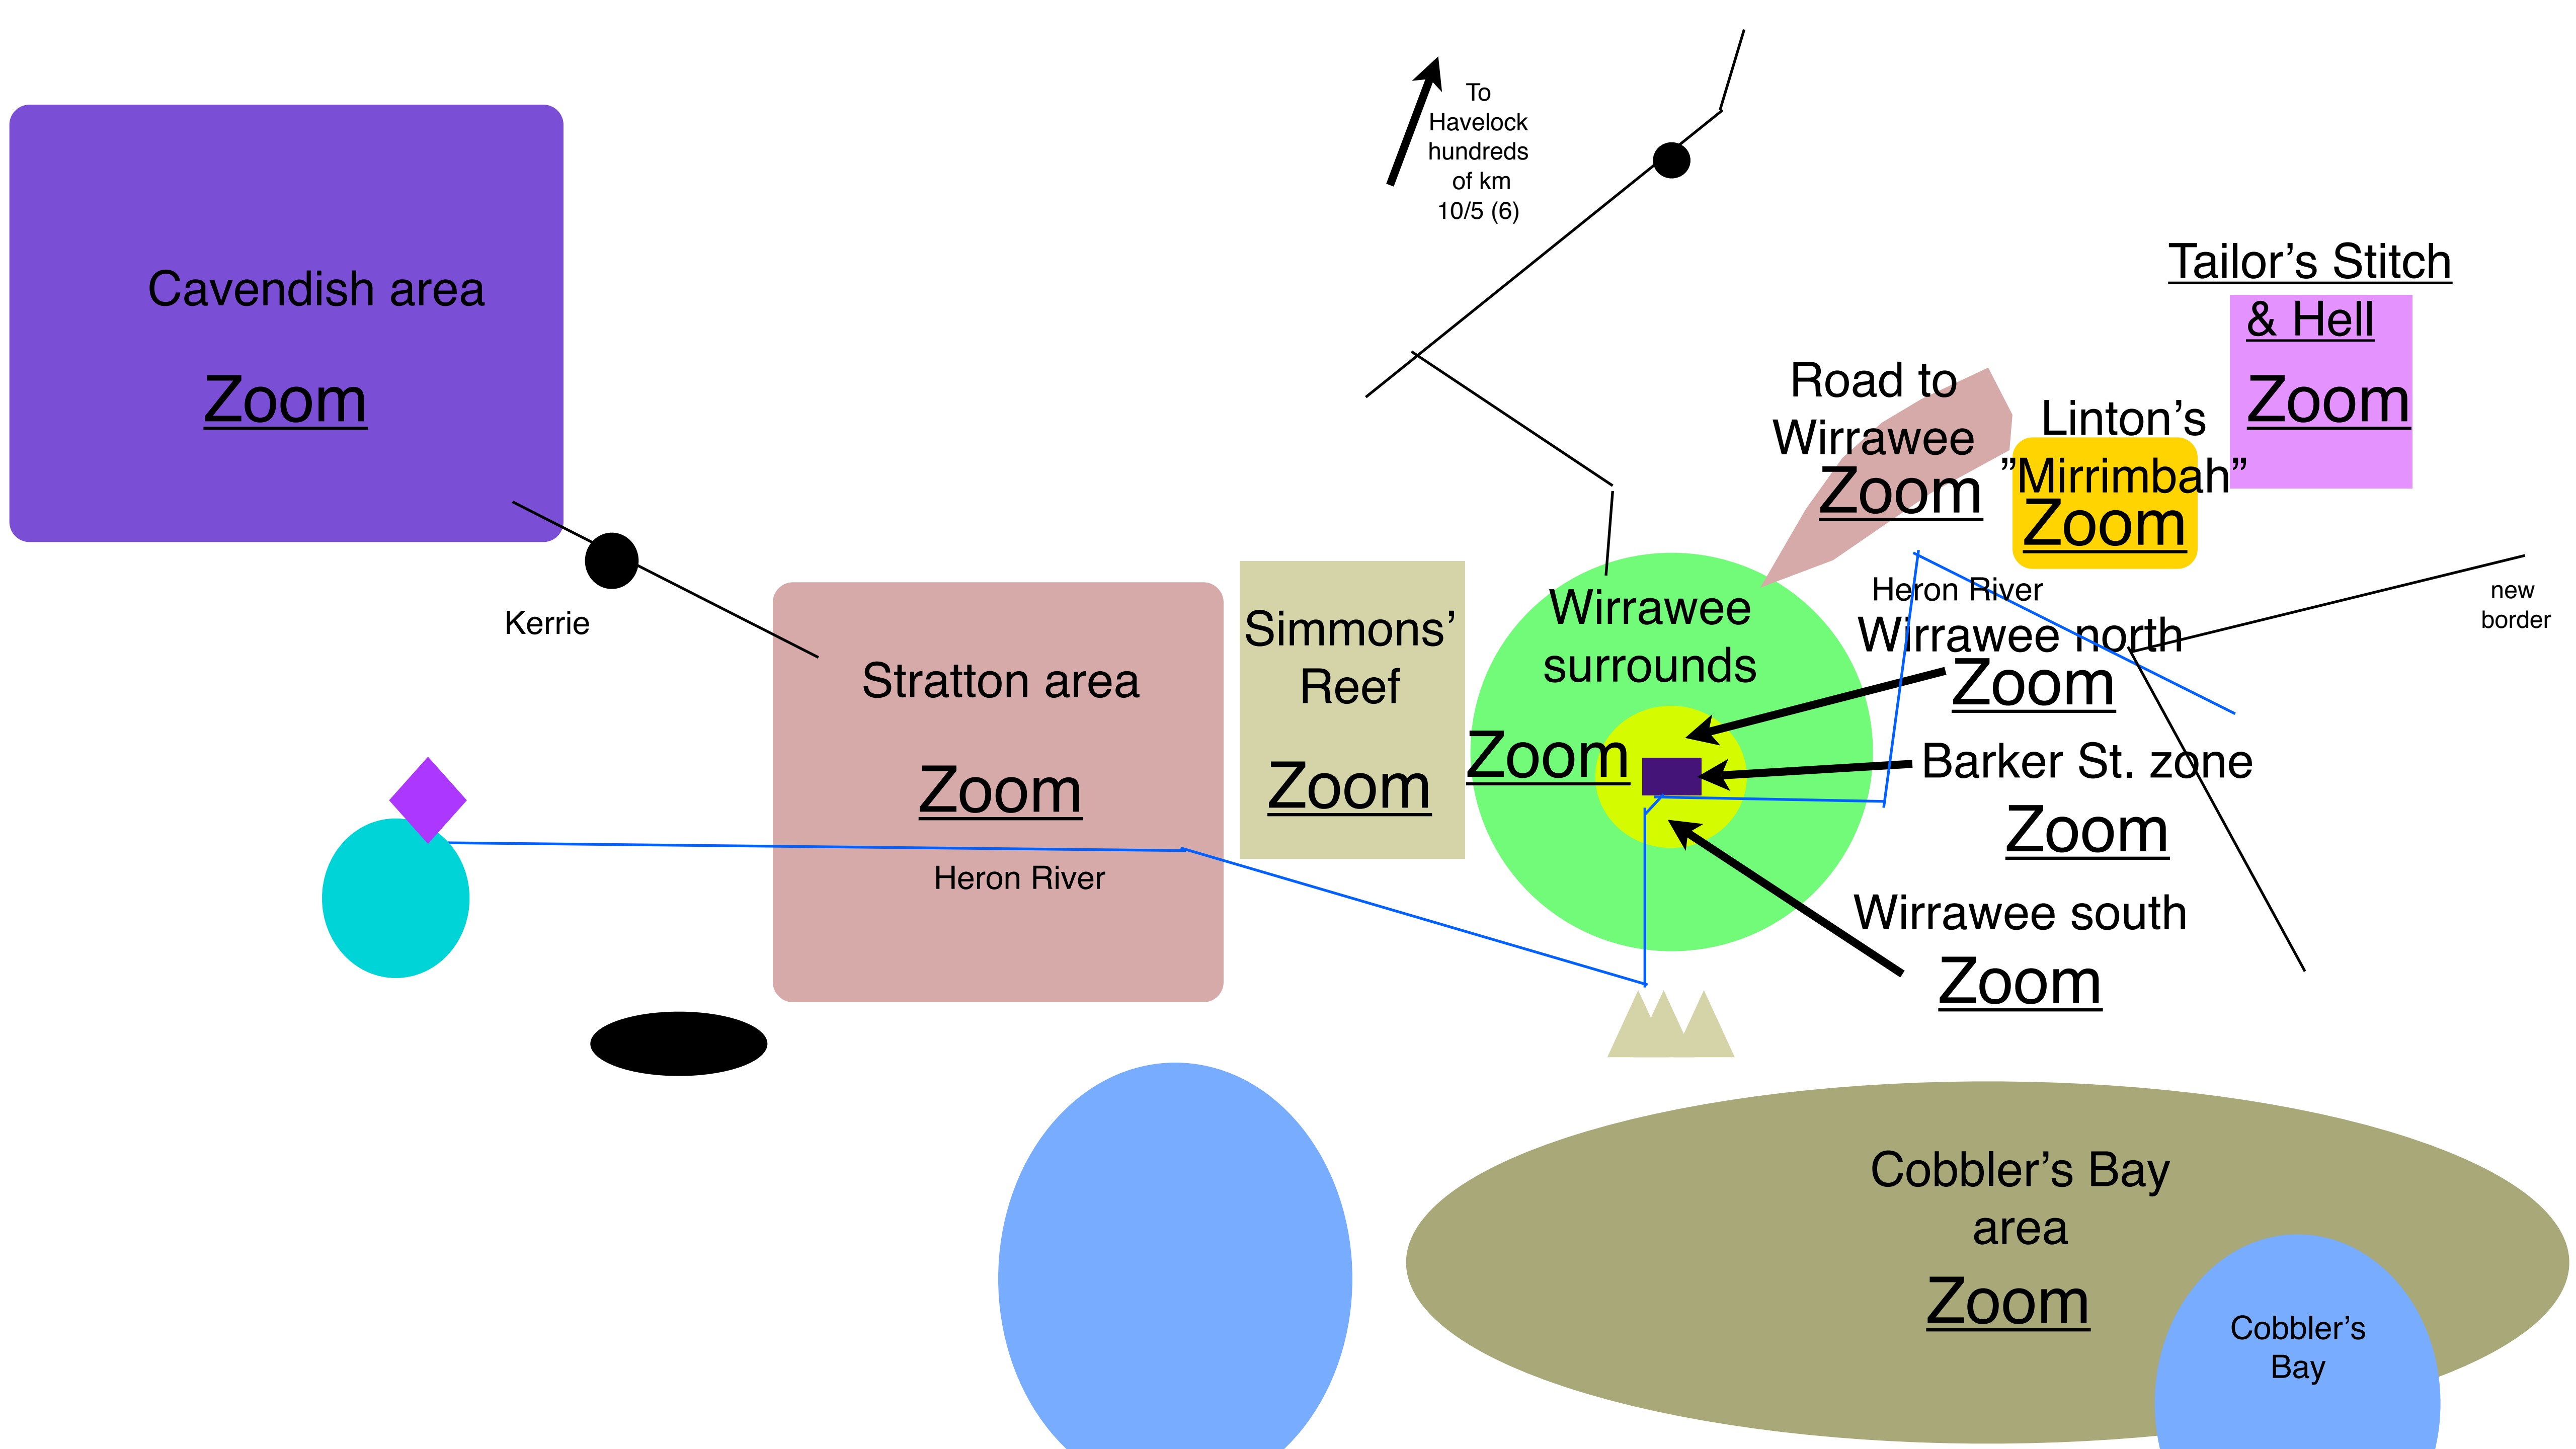 To
Havelock
hundreds
of km
10/5 (6)
Cavendish area
Zoom
Tailor's Stitch
& Hell
Zoom
Road to
Wirrawee
Zoom
Linton's
”Mirrimbah”
Zoom
Kerrie
Stratton area
Zoom
Heron River
Simmons’
Reef
Zoom
Wirrawee
surrounds
Zoom
Heron River
Wirrawee north
Zoom
new
border
Barker St. zone
Zoom
Wirrawee south
Zoom
Cobbler’s Bay
area
Zoom
Cobbler’s
Bay